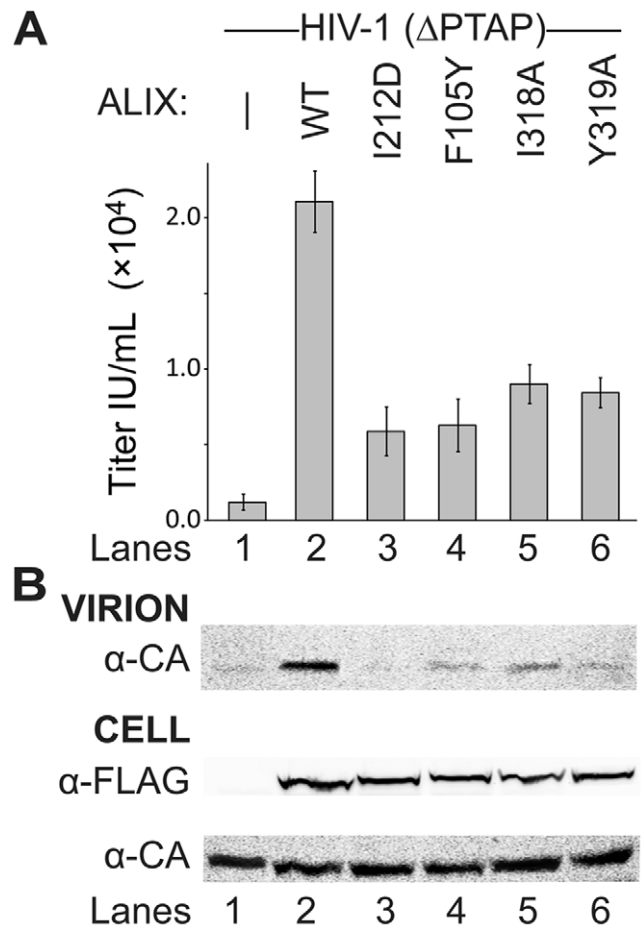 A
HIV-1 (ΔPTAP)
ALIX: — WT I212D F105Y I318A Y319A
Titer IU/mL (×10⁴)
2.0
1.0
0.0
Lanes 1 2 3 4 5 6
B
VIRION
α-CA
CELL
α-FLAG
α-CA
Lanes 1 2 3 4 5 6